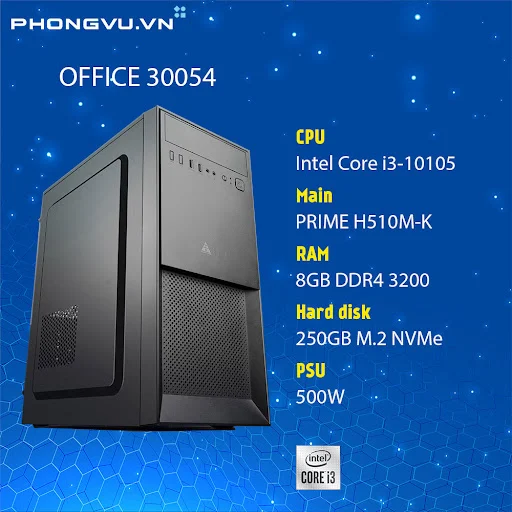 PHONGVU.VN
OFFICE 30054
CPU
Intel Core i3-10105
Main
PRIME H510M-K
RAM
8GB DDR4 3200
Hard disk
250GB M.2 NVMe
PSU
500W
intel
CORE i3